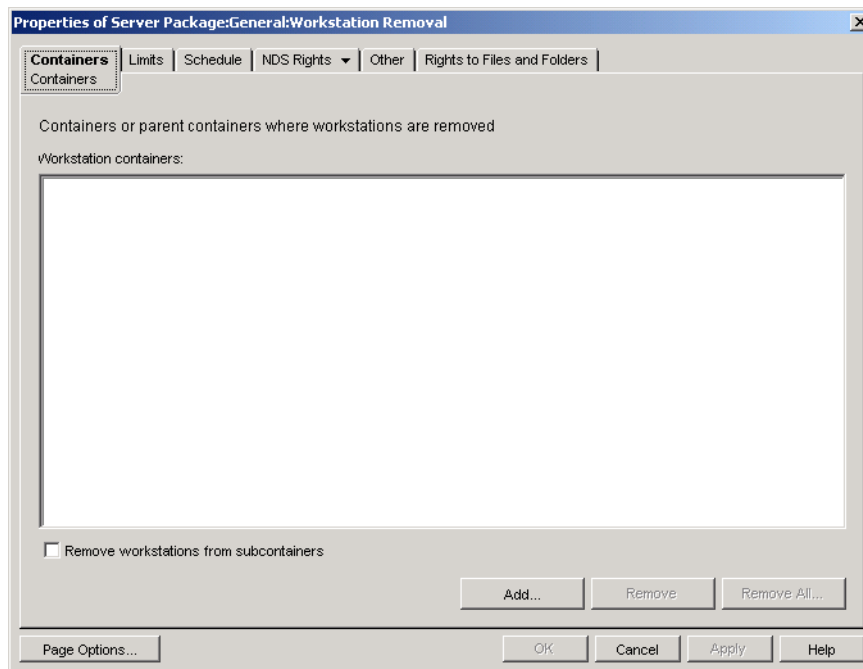 Properties of Server Package:General:Workstation Removal
Containers Limits Schedule NDS Rights Other Rights to Files and Folders
Containers
Containers or parent containers where workstations are removed
Workstation containers:
Remove workstations from subcontainers
Add... Remove Remove All...
Page Options... OK Cancel Apply Help